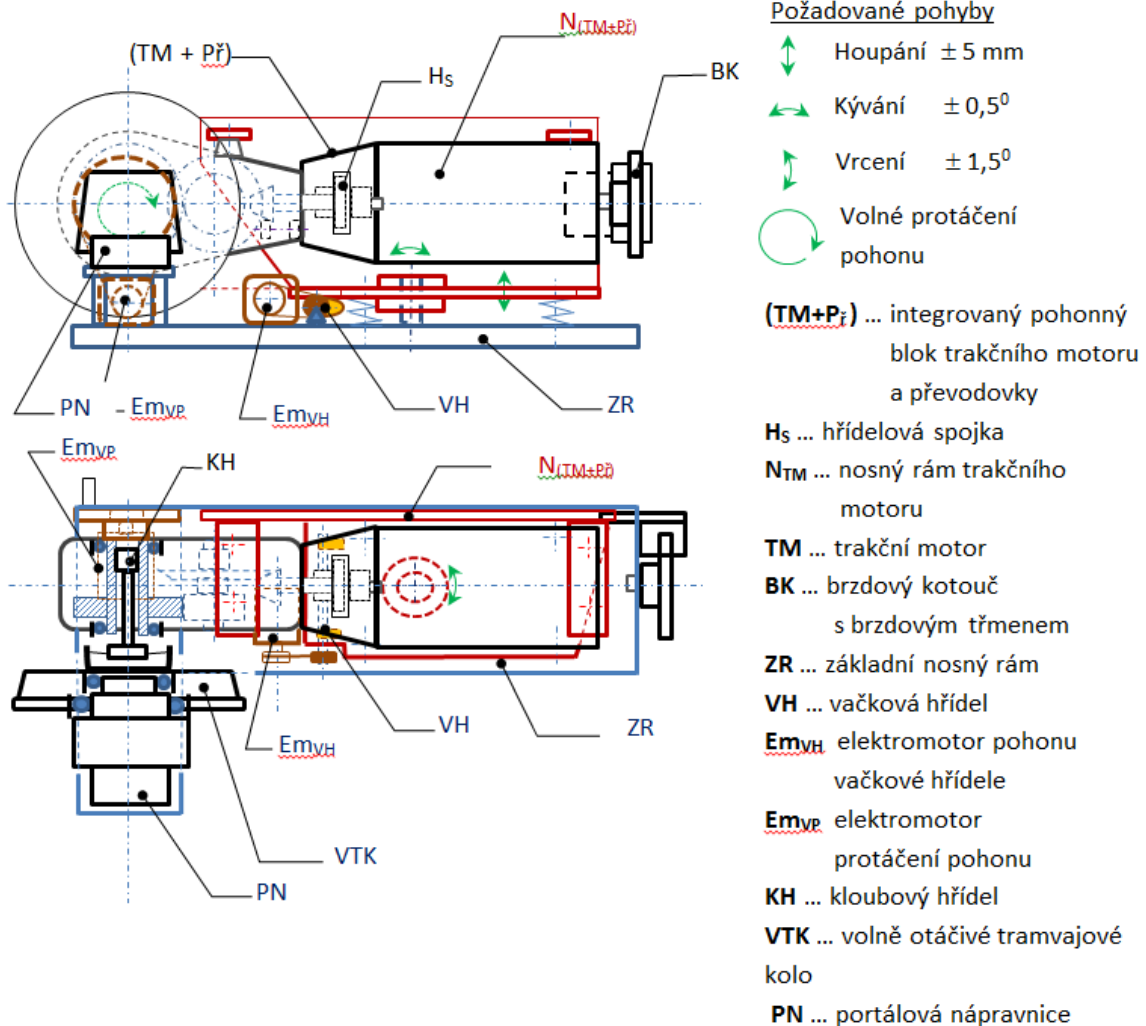 N(TM+Př)
(TM + Př)
HS
BK
PN
EmVP
EmVH
VH
ZR
EmVP
KH
N(TM+Př)
VH
ZR
EmVH
VTK
PN
Požadované pohyby
Houpání ± 5 mm
Kývání ± 0,5⁰
Vrcení ± 1,5⁰
Volné protáčení
pohonu
(TM+Př) ... integrovaný pohonný
blok trakčního motoru
a převodovky
HS ... hřídelová spojka
NTM ... nosný rám trakčního
motoru
TM ... trakční motor
BK ... brzdový kotouč
s brzdovým třmenem
ZR ... základní nosný rám
VH ... vačková hřídel
EmVH elektromotor pohonu
vačkové hřídele
EmVP elektromotor
protáčení pohonu
KH ... kloubový hřídel
VTK ... volně otáčivé tramvajové
kolo
PN ... portálová nápravnice